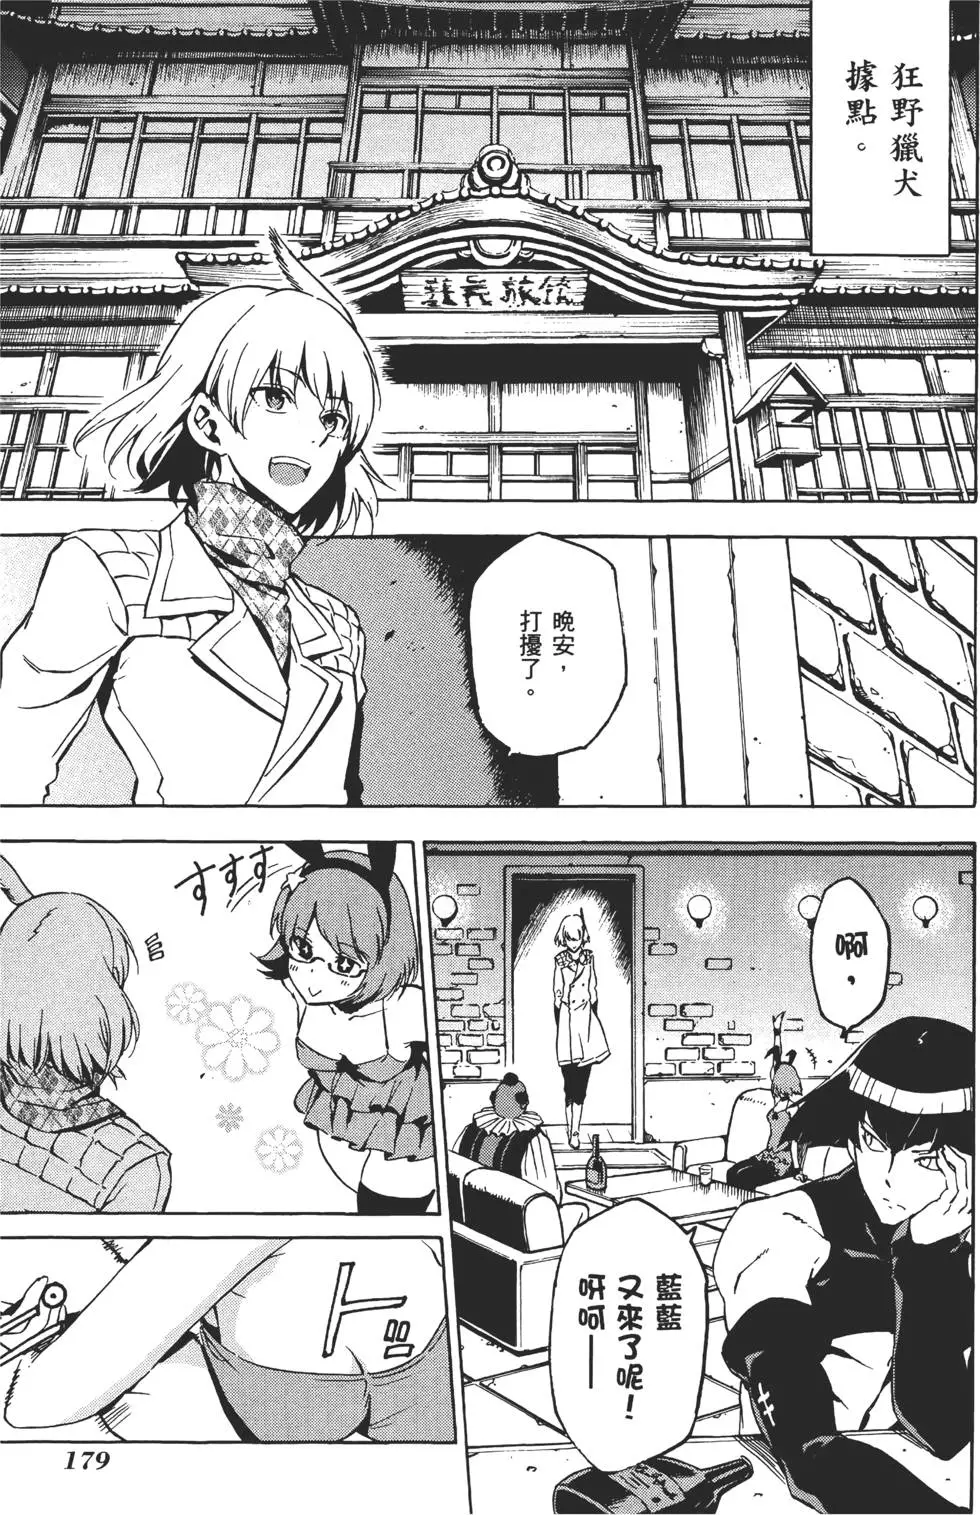 狂野獵犬
據點。
晚安，
打擾了。
啊，
藍藍
又來了呢！
呀呵——
すすす
ト
179